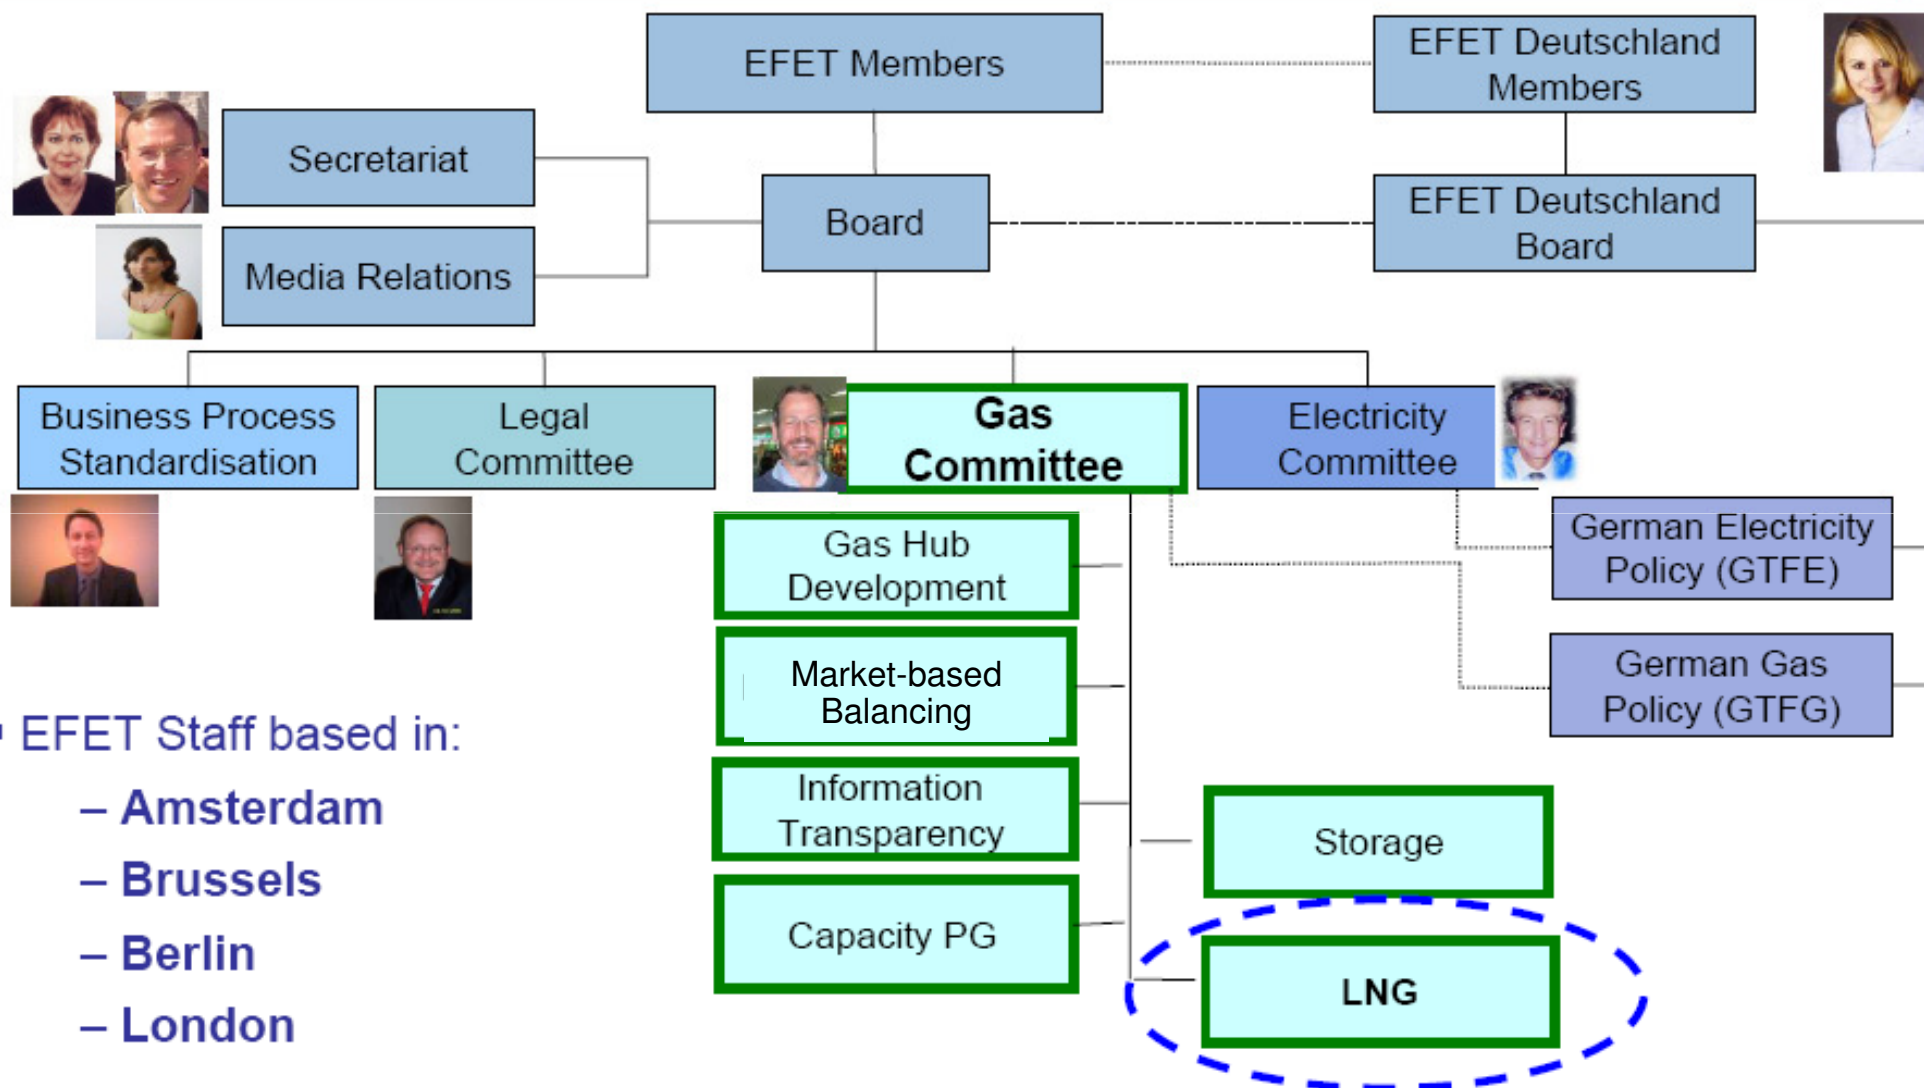 EFET Members
EFET Deutschland
Members
Secretariat
Board
EFET Deutschland
Board
Media Relations
Business Process
Standardisation
Legal
Committee
Gas
Committee
Electricity
Committee
Gas Hub
Development
German Electricity
Policy (GTFE)
Market-based
Balancing
German Gas
Policy (GTFG)
EFET Staff based in:
– Amsterdam
– Brussels
– Berlin
– London
Information
Transparency
Storage
Capacity PG
LNG